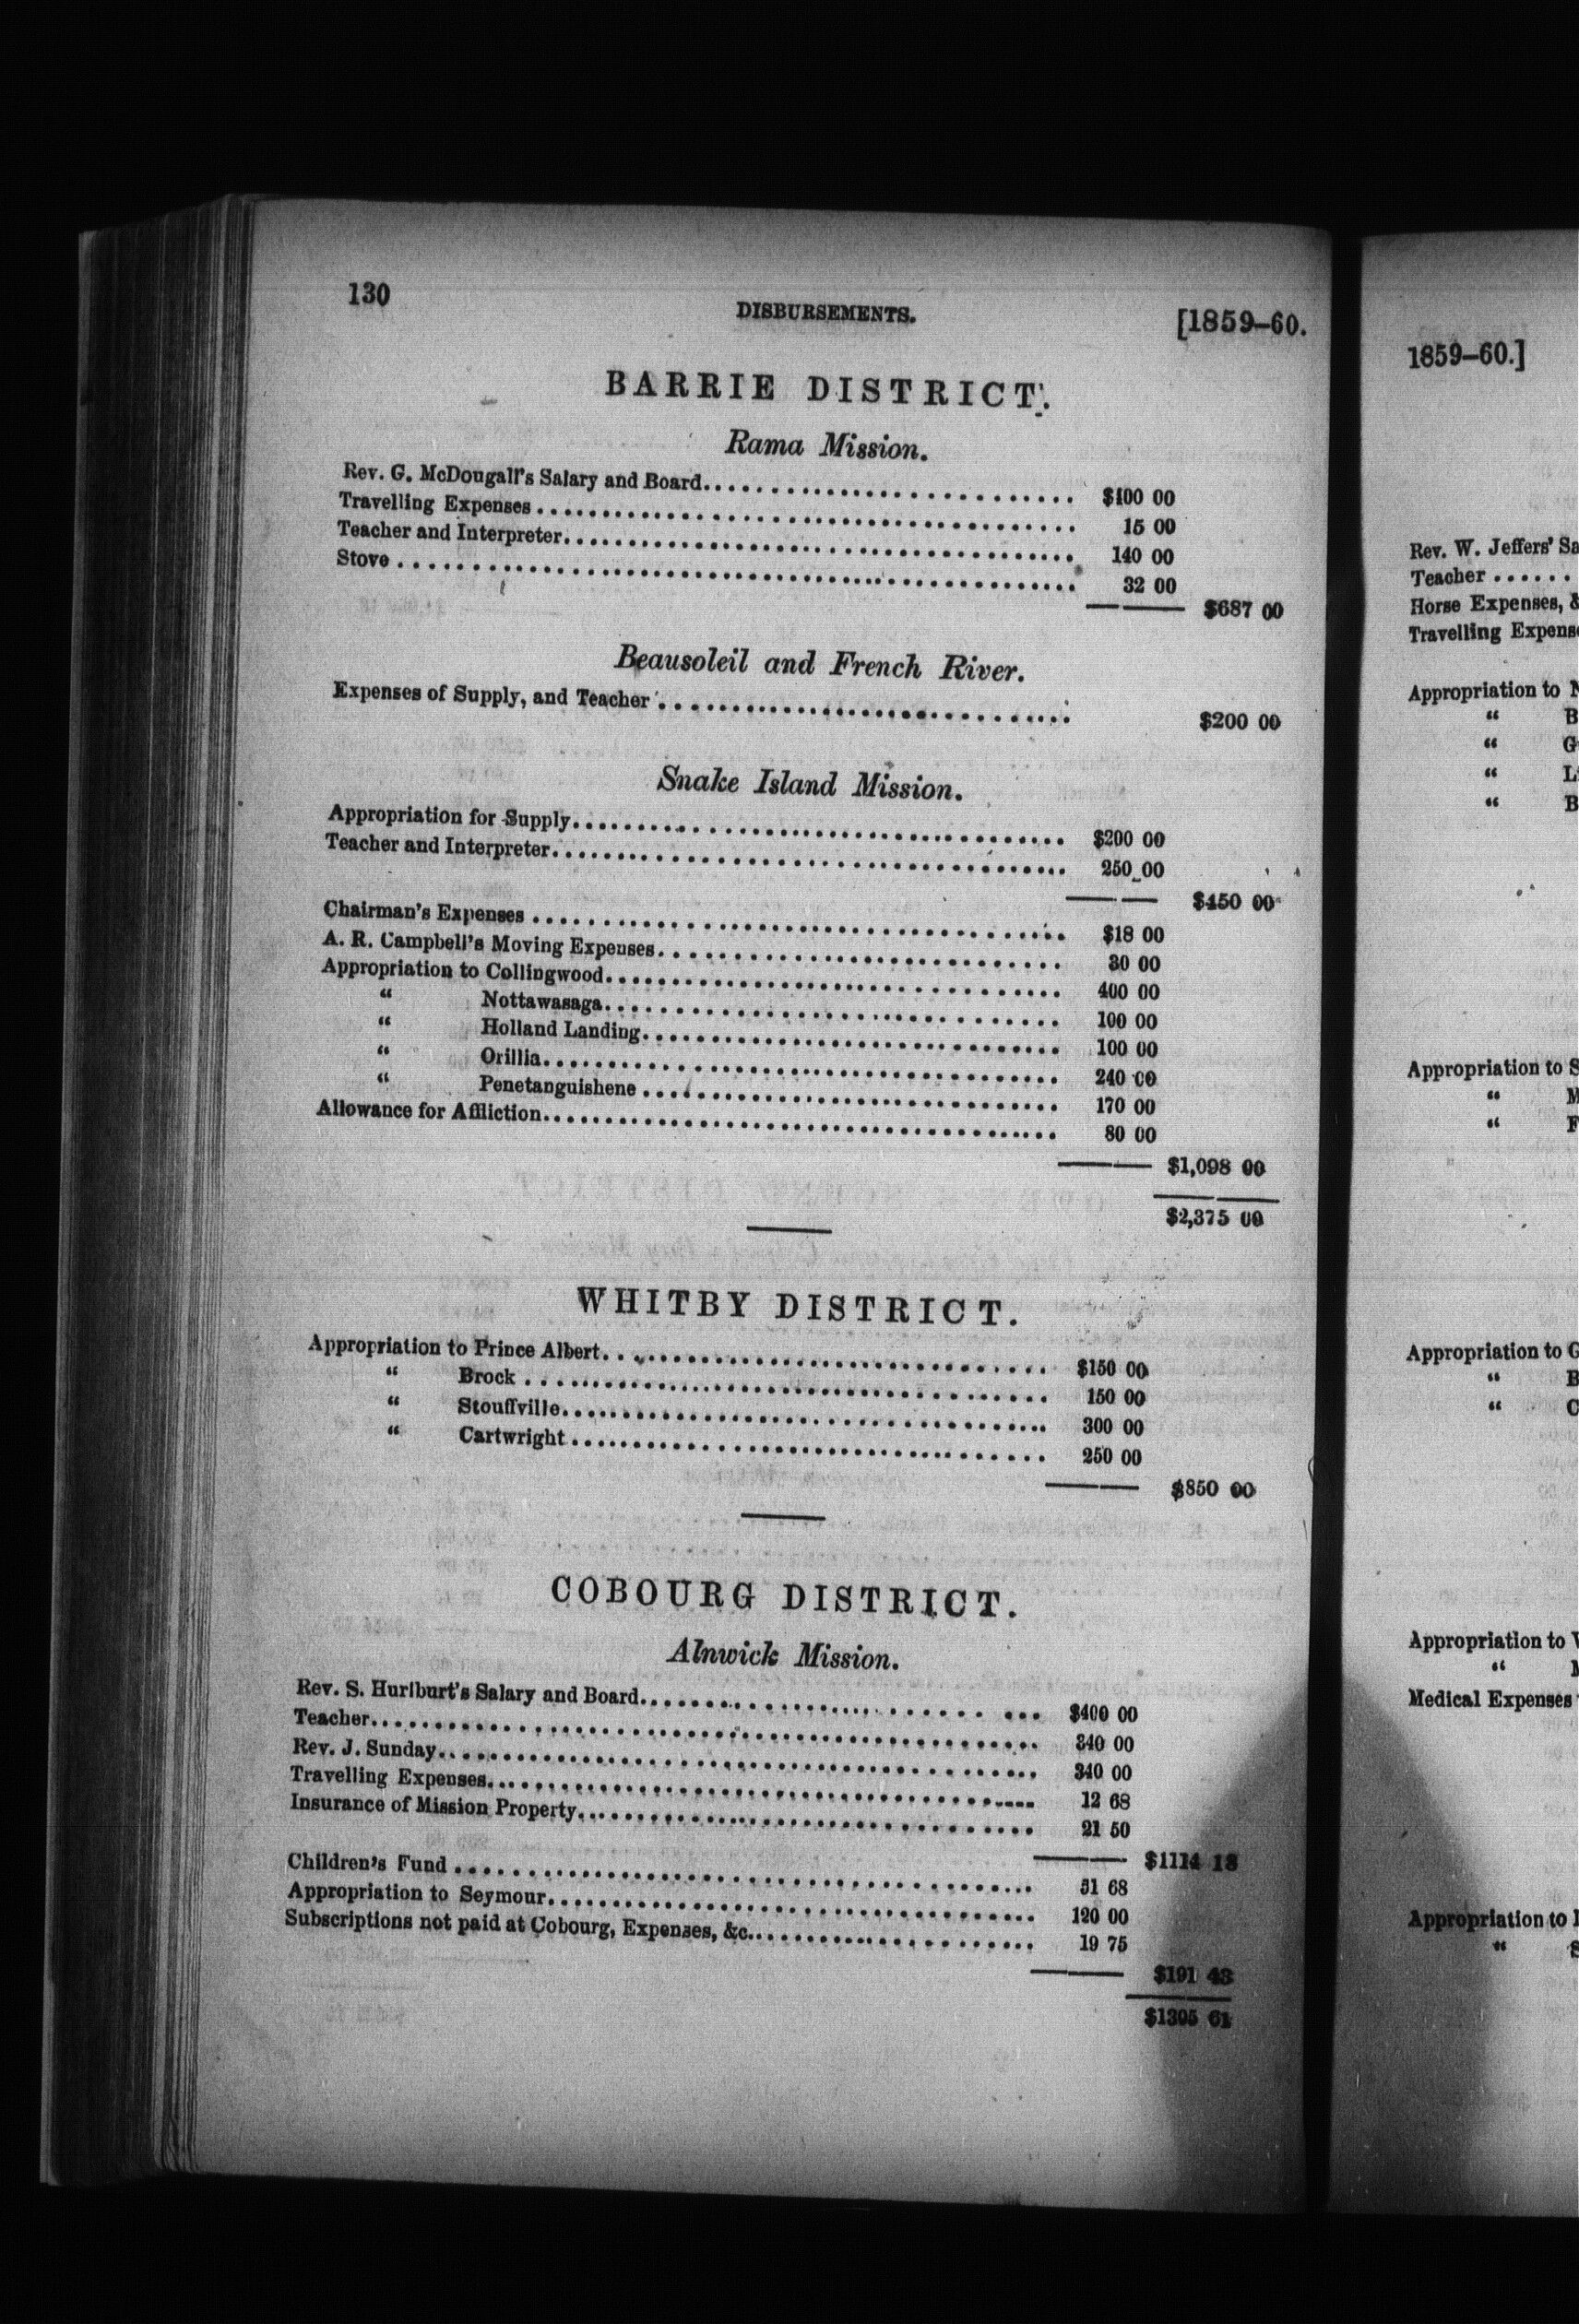 130
DISBURSEMENTS.
[1859–60.
BARRIE DISTRICT.
Rama Mission.
Rev. G. McDougall's Salary and Board............................ $400 00
Travelling Expenses.................................... 15 00
Teacher and Interpreter.................................... 140 00
Stove........................................ 32 00
$587 00
Beausoleil and French River.
Expenses of Supply, and Teacher............................ $200 00
Snake Island Mission.
Appropriation for Supply.................................... $200 00
Teacher and Interpreter.................................... 250 00
$450 00
Chairman's Expenses.................................... $18 00
A. R. Campbell's Moving Expenses............................ 30 00
Appropriation to Collingwood................................ 400 00
“ Nottawasaga................................ 100 00
“ Holland Landing............................ 100 00
“ Orillia.................................... 240 00
“ Penetanguishene............................ 170 00
Allowance for Affliction.................................... 80 00
$1,138 00
$2,375 00
WHITBY DISTRICT.
Appropriation to Prince Albert................................ $150 00
“ Brock.................................... 150 00
“ Stouffville................................ 300 00
“ Cartwright................................ 250 00
$850 00
COBOURG DISTRICT.
Alnwick Mission.
Rev. S. Hurlburt's Salary and Board............................ $400 00
Teacher........................................ 340 00
Rev. J. Sunday.................................... 340 00
Travelling Expenses.................................... 12 68
Insurance of Mission Property................................ 21 50
$1114 18
Children's Fund.................................... 51 68
Appropriation to Seymour................................ 120 00
Subscriptions not paid at Cobourg, Expenses, &c...................... 19 75
$191 43
$1305 61
1859–60.]
Rev. W. Jeffers' Sa
Teacher......
Horse Expenses, &
Travelling Expens
Appropriation to N
“ B
“ G
“ L
“ B
Appropriation to S
“ M
“ F
Appropriation to G
“ B
“ C
Appropriation to
“
Medical Expenses
Appropriation to
“ S